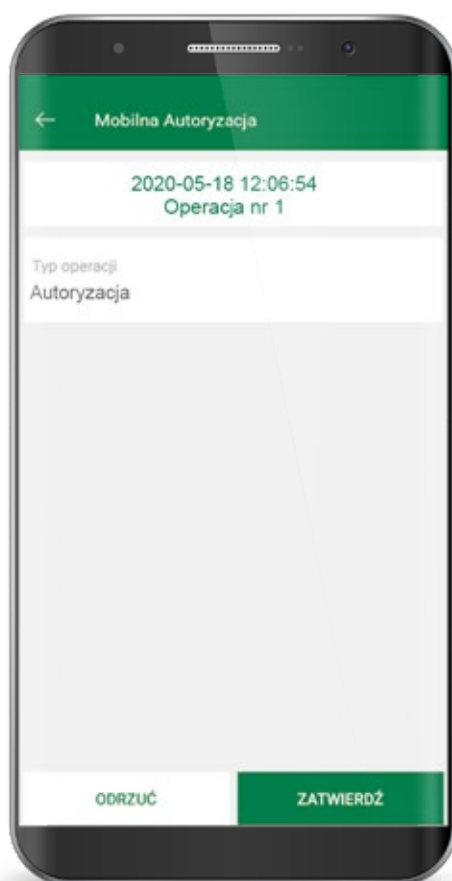 Mobilna Autoryzacja
2020-05-18 12:06:54
Operacja nr 1
Typ operacji
Autoryzacja
ODRZUĆ
ZATWIERDŹ